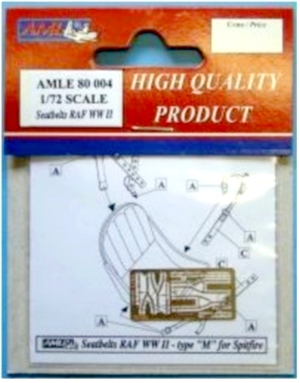 AML
Cena / Price
AMLE 80 004
1/72 SCALE
Seatbelts RAF WW II
HIGH QUALITY
PRODUCT
A
A
A
A
C
C
A
A
AML
Seatbelts RAF WW II - type "M" for Spitfire